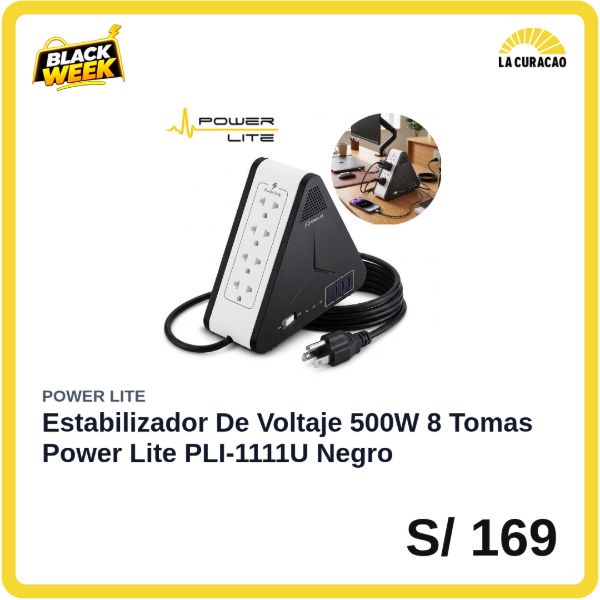 BLACK
WEEK
LA CURACAO
POWER
LITE
POWER LITE
Estabilizador De Voltaje 500W 8 Tomas
Power Lite PLI-1111U Negro
S/ 169